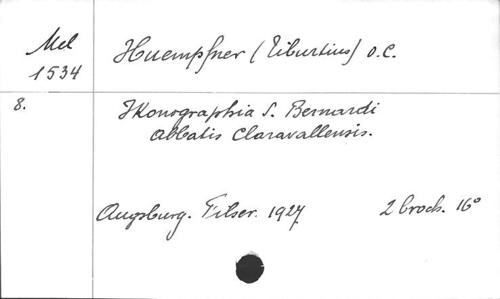 Mel
1534
Huempfner (Tiburtius) O.C.
8.
Ikonographia S. Bernardi
Abbatis Claravallensis.
Augsburg. Filser. 1927
2 broch. 16°